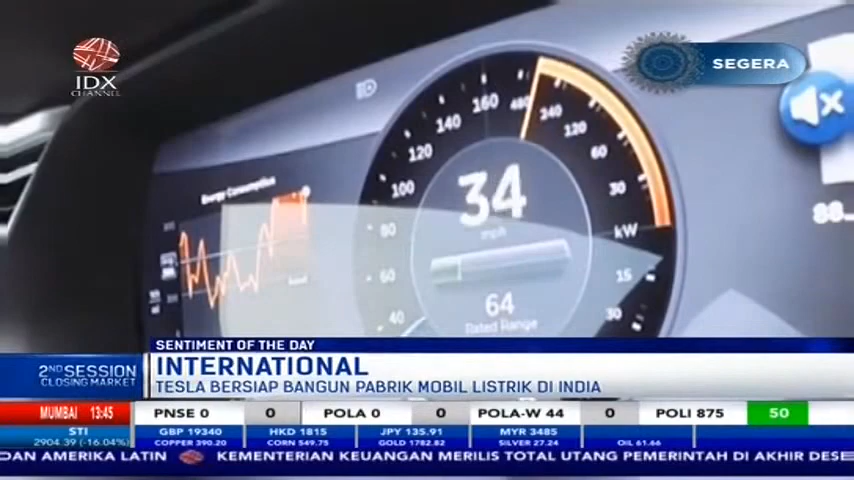 IDX
CHANNEL
SEGERA
Energy Consumption
160
140
120
100
80
60
40
480
240
120
60
30
kW
15
30
34
mph
64
Rated Range
88
SENTIMENT OF THE DAY
2ND SESSION
CLOSING MARKET
INTERNATIONAL
TESLA BERSIAP BANGUN PABRIK MOBIL LISTRIK DI INDIA
MUMBAI 13:45
PNSE 0 0 POLA 0 0 POLA-W 44 0 POLI 875 50
STI
2904.39 (-16.04%)
GBP 19340 HKD 1815 JPY 135.91 MYR 3485
COPPER 390.20 CORN 549.75 GOLD 1782.82 SILVER 27.24 OIL 61.66
DAN AMERIKA LATIN KEMENTERIAN KEUANGAN MERILIS TOTAL UTANG PEMERINTAH DI AKHIR DESE